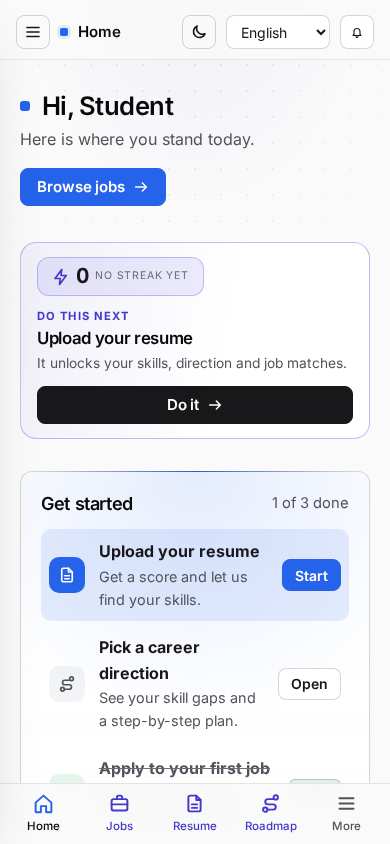 Home
English
Hi, Student
Here is where you stand today.
Browse jobs →
0 NO STREAK YET
DO THIS NEXT
Upload your resume
It unlocks your skills, direction and job matches.
Do it →
Get started
1 of 3 done
Upload your resume
Get a score and let us
find your skills.
Start
Pick a career
direction
See your skill gaps and
a step-by-step plan.
Open
Apply to your first job
Home
Jobs
Resume
Roadmap
More